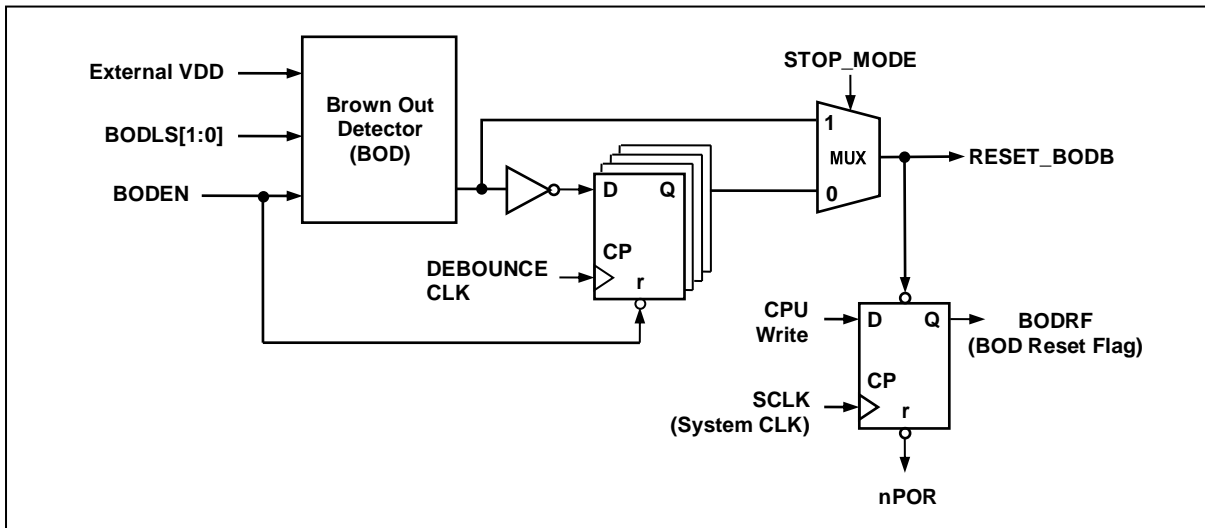 STOP_MODE
External VDD
Brown Out
Detector
(BOD)
BODLS[1:0]
1
MUX
RESET_BODB
BODEN
D
Q
0
CP
DEBOUNCE
CLK
r
CPU
Write
D
Q
BODRF
(BOD Reset Flag)
CP
SCLK
(System CLK)
r
nPOR